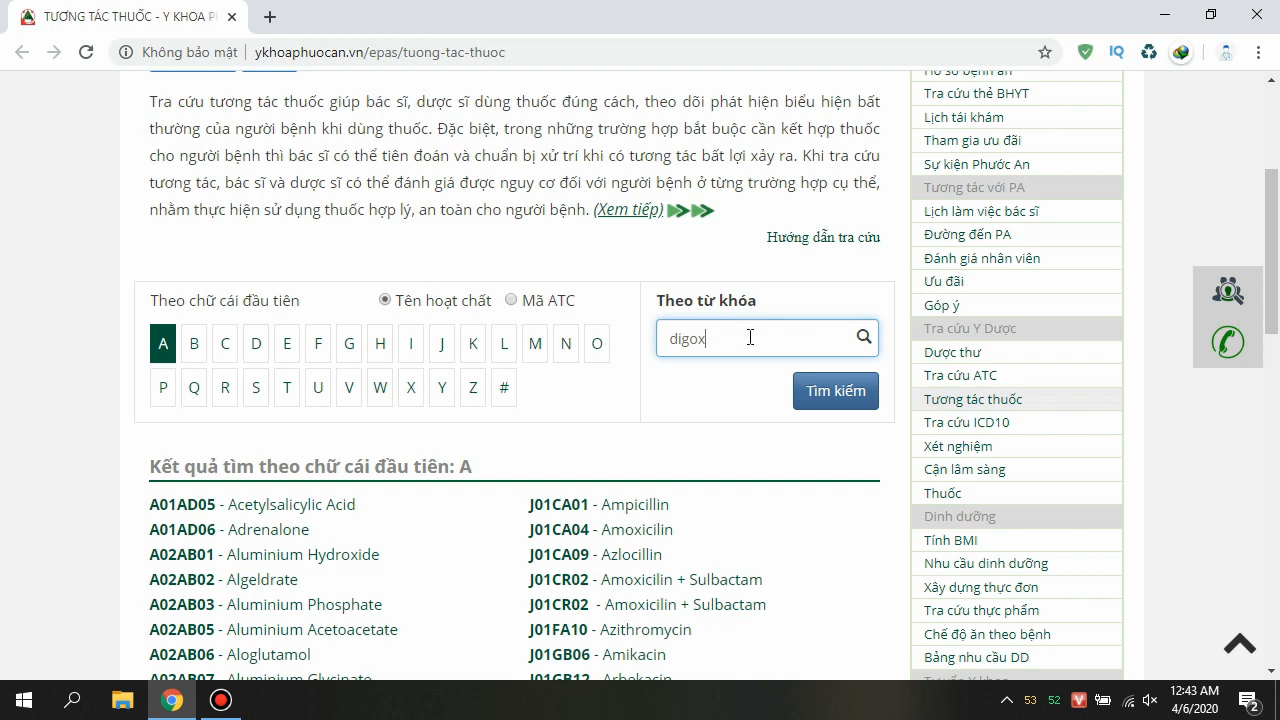 TƯƠNG TÁC THUỐC - Y KHOA P
Không bảo mật
ykhoaphuocan.vn/epas/tuong-tac-thuoc
Tra cứu tương tác thuốc giúp bác sĩ, dược sĩ dùng thuốc đúng cách, theo dõi phát hiện biểu hiện bất
thường của người bệnh khi dùng thuốc. Đặc biệt, trong những trường hợp bắt buộc cần kết hợp thuốc
cho người bệnh thì bác sĩ có thể tiên đoán và chuẩn bị xử trí khi có tương tác bất lợi xảy ra. Khi tra cứu
tương tác, bác sĩ và dược sĩ có thể đánh giá được nguy cơ đối với người bệnh ở từng trường hợp cụ thể,
nhằm thực hiện sử dụng thuốc hợp lý, an toàn cho người bệnh. (Xem tiếp)
Hướng dẫn tra cứu
Theo chữ cái đầu tiên
Tên hoạt chất
Mã ATC
A B C D E F G H I J K L M N O
P Q R S T U V W X Y Z #
Theo từ khóa
digox
Tìm kiếm
Kết quả tìm theo chữ cái đầu tiên: A
A01AD05 - Acetylsalicylic Acid
A01AD06 - Adrenalone
A02AB01 - Aluminium Hydroxide
A02AB02 - Algeldrate
A02AB03 - Aluminium Phosphate
A02AB05 - Aluminium Acetoacetate
A02AB06 - Aloglutamol
A02AB07 - Aluminium Glycinate
J01CA01 - Ampicillin
J01CA04 - Amoxicilin
J01CA09 - Azlocillin
J01CR02 - Amoxicilin + Sulbactam
J01CR02 - Amoxicilin + Sulbactam
J01FA10 - Azithromycin
J01GB06 - Amikacin
J01GB12 - Arbekacin
Hồ sơ bệnh án
Tra cứu thẻ BHYT
Lịch tái khám
Tham gia ưu đãi
Sự kiện Phước An
Tương tác với PA
Lịch làm việc bác sĩ
Đường đến PA
Đánh giá nhân viên
Ưu đãi
Góp ý
Tra cứu Y Dược
Dược thư
Tra cứu ATC
Tương tác thuốc
Tra cứu ICD10
Xét nghiệm
Cận lâm sàng
Thuốc
Dinh dưỡng
Tính BMI
Nhu cầu dinh dưỡng
Xây dựng thực đơn
Tra cứu thực phẩm
Chế độ ăn theo bệnh
Bảng nhu cầu DD
53
52
12:43 AM
4/6/2020
2